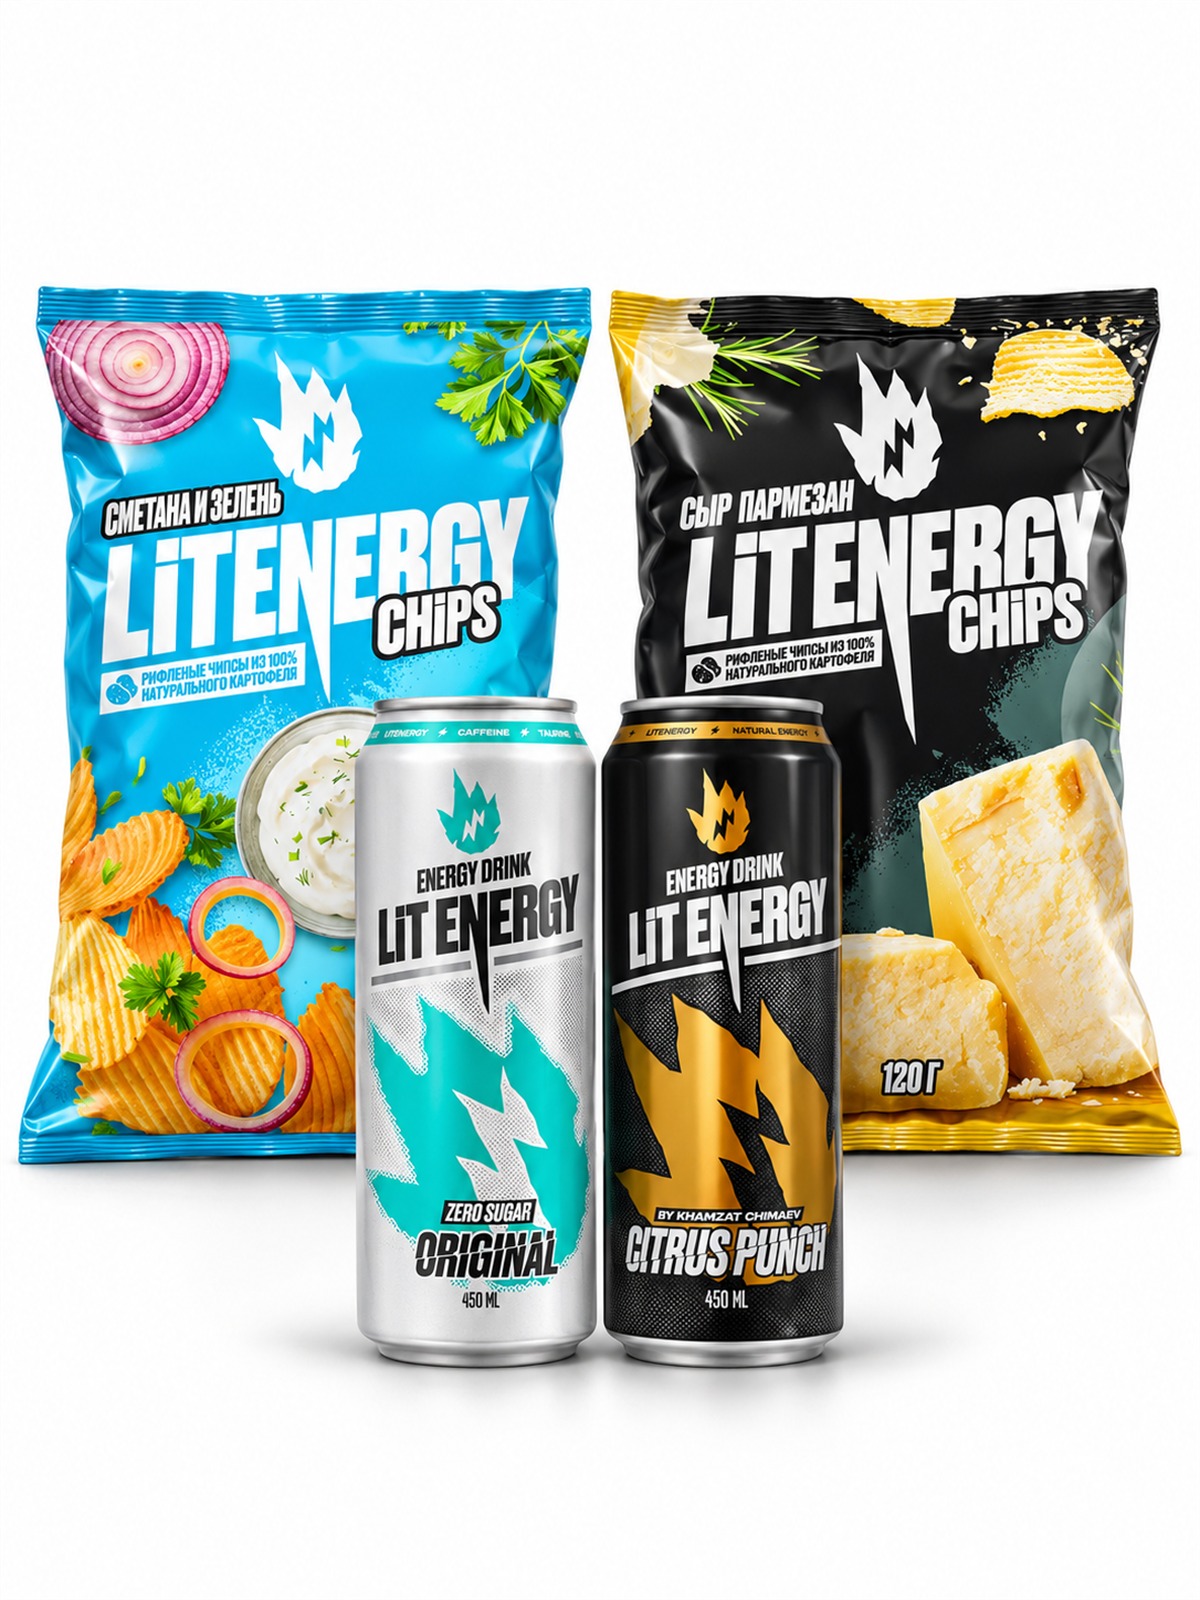 СМЕТАНА И ЗЕЛЕНЬ
LiTENERGY
CHiPS
РИФЛЕНЫЕ ЧИПСЫ ИЗ 100%
НАТУРАЛЬНОГО КАРТОФЕЛЯ
СЫР ПАРМЕЗАН
LiTENERGY
CHiPS
РИФЛЕНЫЕ ЧИПСЫ ИЗ 100%
НАТУРАЛЬНОГО КАРТОФЕЛЯ
120 Г
LITENERGY CAFFEINE TAURINE
ENERGY DRINK
LiT ENERGY
ZERO SUGAR
ORIGINAL
450 ML
LITENERGY NATURAL ENERGY
ENERGY DRINK
LiT ENERGY
BY KHAMZAT CHIMAEV
CITRUS PUNCH
450 ML